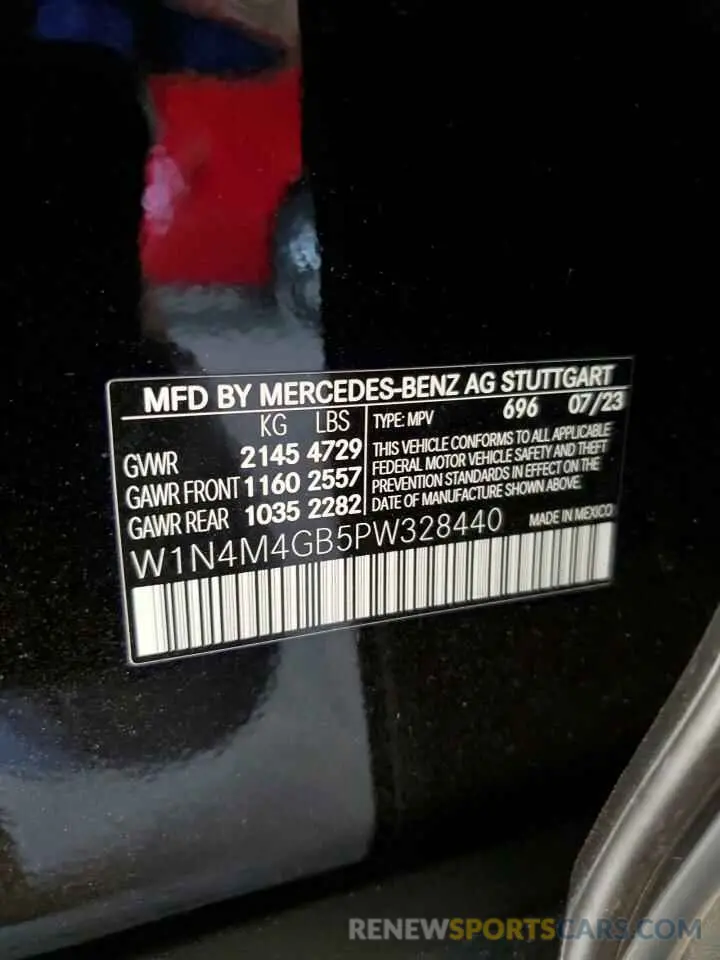 MFD BY MERCEDES-BENZ AG STUTTGART
KG LBS
GVWR 2145 4729
GAWR FRONT 1160 2557
GAWR REAR 1035 2282
TYPE: MPV 696 07/23
THIS VEHICLE CONFORMS TO ALL APPLICABLE
FEDERAL MOTOR VEHICLE SAFETY AND THEFT
PREVENTION STANDARDS IN EFFECT ON THE
DATE OF MANUFACTURE SHOWN ABOVE.
W1N4M4GB5PW328440 MADE IN MEXICO
RENEWSPORTSCARS.COM